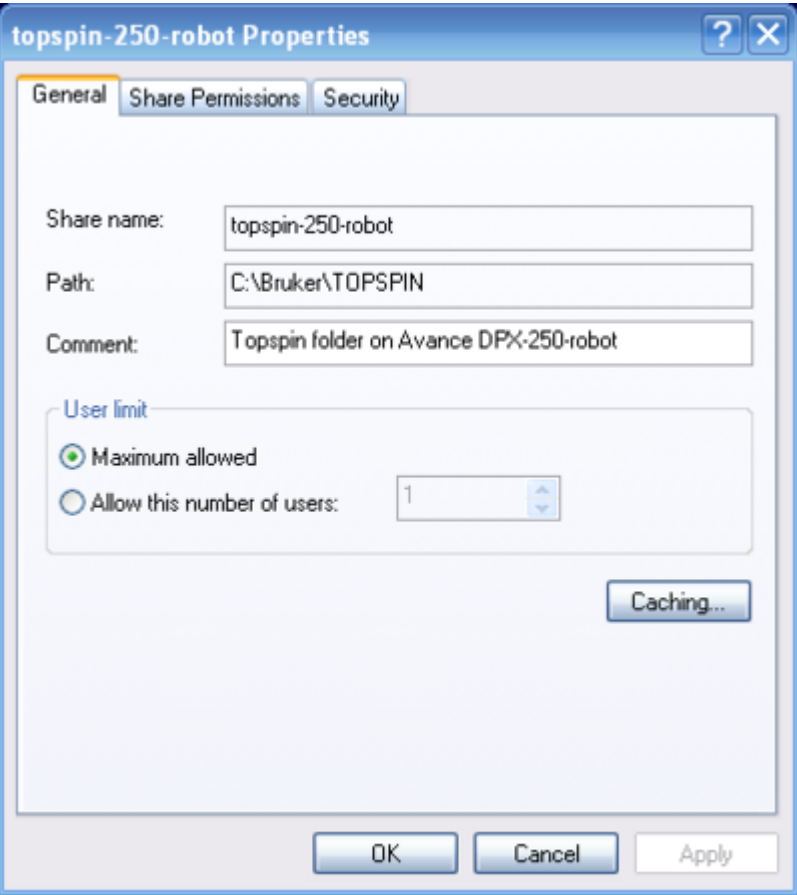 topspin-250-robot Properties
General Share Permissions Security
Share name: topspin-250-robot
Path: C:\Bruker\TOPSPIN
Comment: Topspin folder on Avance DPX-250-robot
User limit
Maximum allowed
Allow this number of users: 1
Caching...
OK Cancel Apply